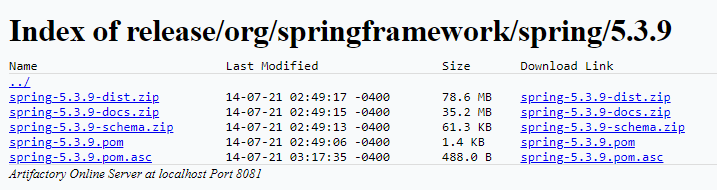 Index of release/org/springframework/spring/5.3.9
Name Last Modified Size Download Link
../
spring-5.3.9-dist.zip 14-07-21 02:49:17 -0400 78.6 MB spring-5.3.9-dist.zip
spring-5.3.9-docs.zip 14-07-21 02:49:15 -0400 35.2 MB spring-5.3.9-docs.zip
spring-5.3.9-schema.zip 14-07-21 02:49:13 -0400 61.3 KB spring-5.3.9-schema.zip
spring-5.3.9.pom 14-07-21 02:49:06 -0400 1.4 KB spring-5.3.9.pom
spring-5.3.9.pom.asc 14-07-21 03:17:35 -0400 488.0 B spring-5.3.9.pom.asc
Artifactory Online Server at localhost Port 8081